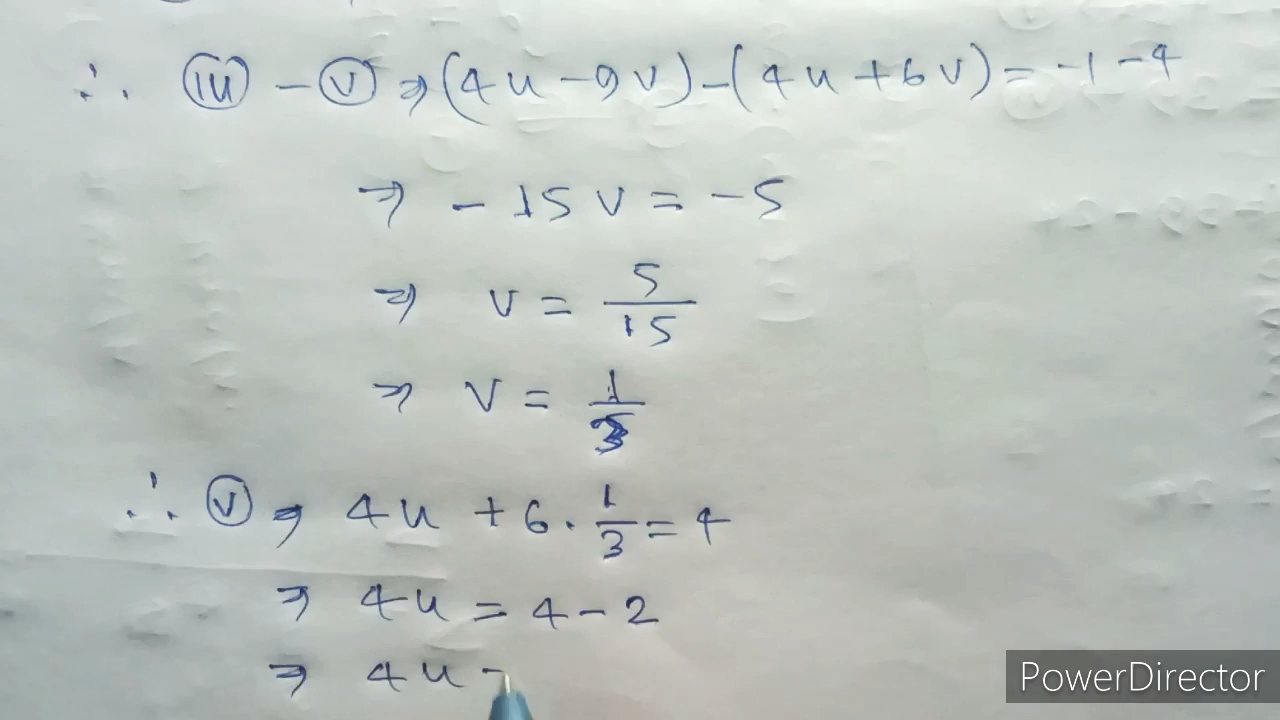 ∴ (iv) - (v) ⇒ (4u - 9v) - (4u + 6v) = -1 - 4
⇒ -15v = -5
⇒ v = 5/15
⇒ v = 1/3
∴ (v) ⇒ 4u + 6 · 1/3 = 4
⇒ 4u = 4 - 2
⇒ 4u -
PowerDirector